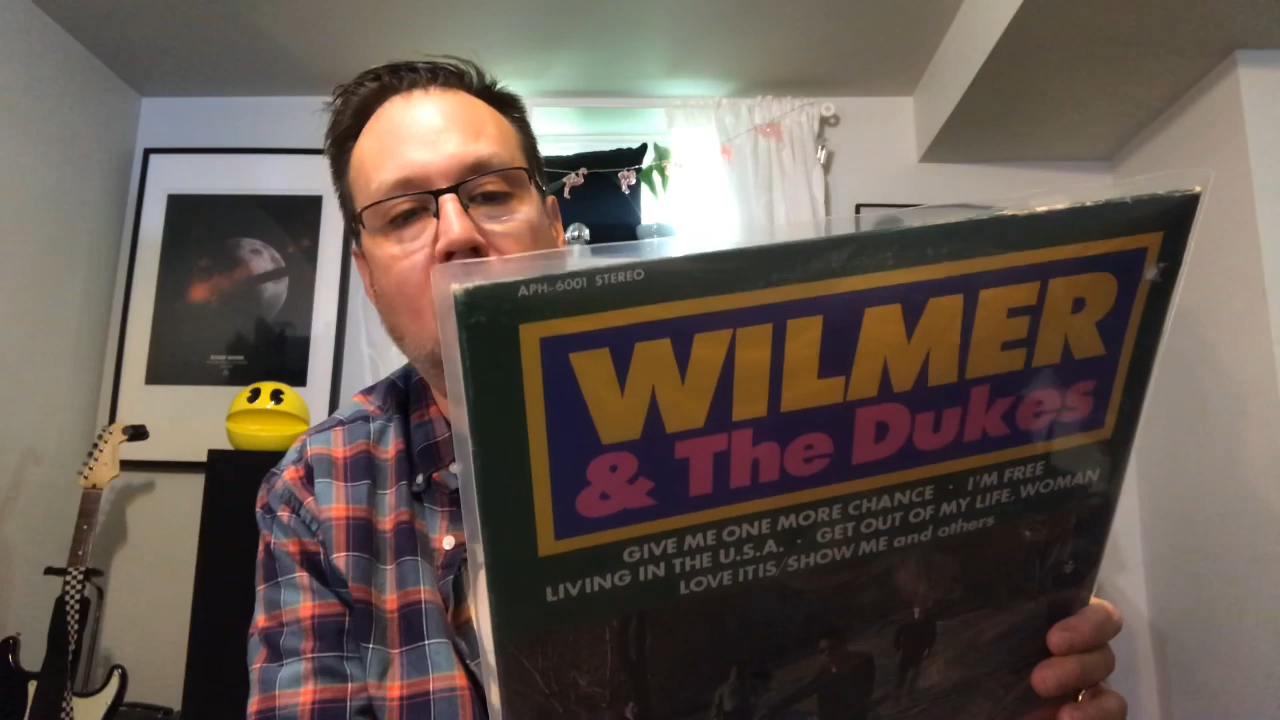 APH-6001 STEREO
WILMER
& The Dukes
GIVE ME ONE MORE CHANCE · I'M FREE
LIVING IN THE U.S.A. · GET OUT OF MY LIFE, WOMAN
LOVE ITIS/SHOW ME and others